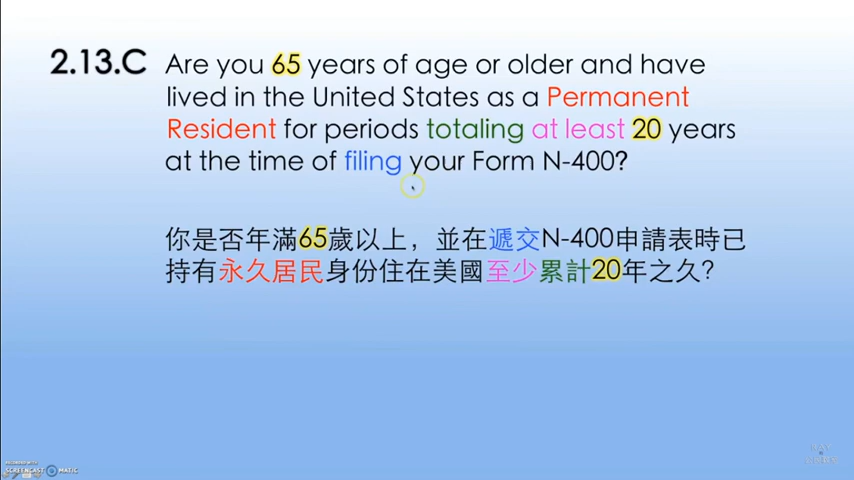 2.13.C Are you 65 years of age or older and have
lived in the United States as a Permanent
Resident for periods totaling at least 20 years
at the time of filing your Form N-400?
你是否年滿65歲以上，並在遞交N-400申請表時已
持有永久居民身份住在美國至少累計20年之久?
RECORDED WITH
SCREENCAST MATIC